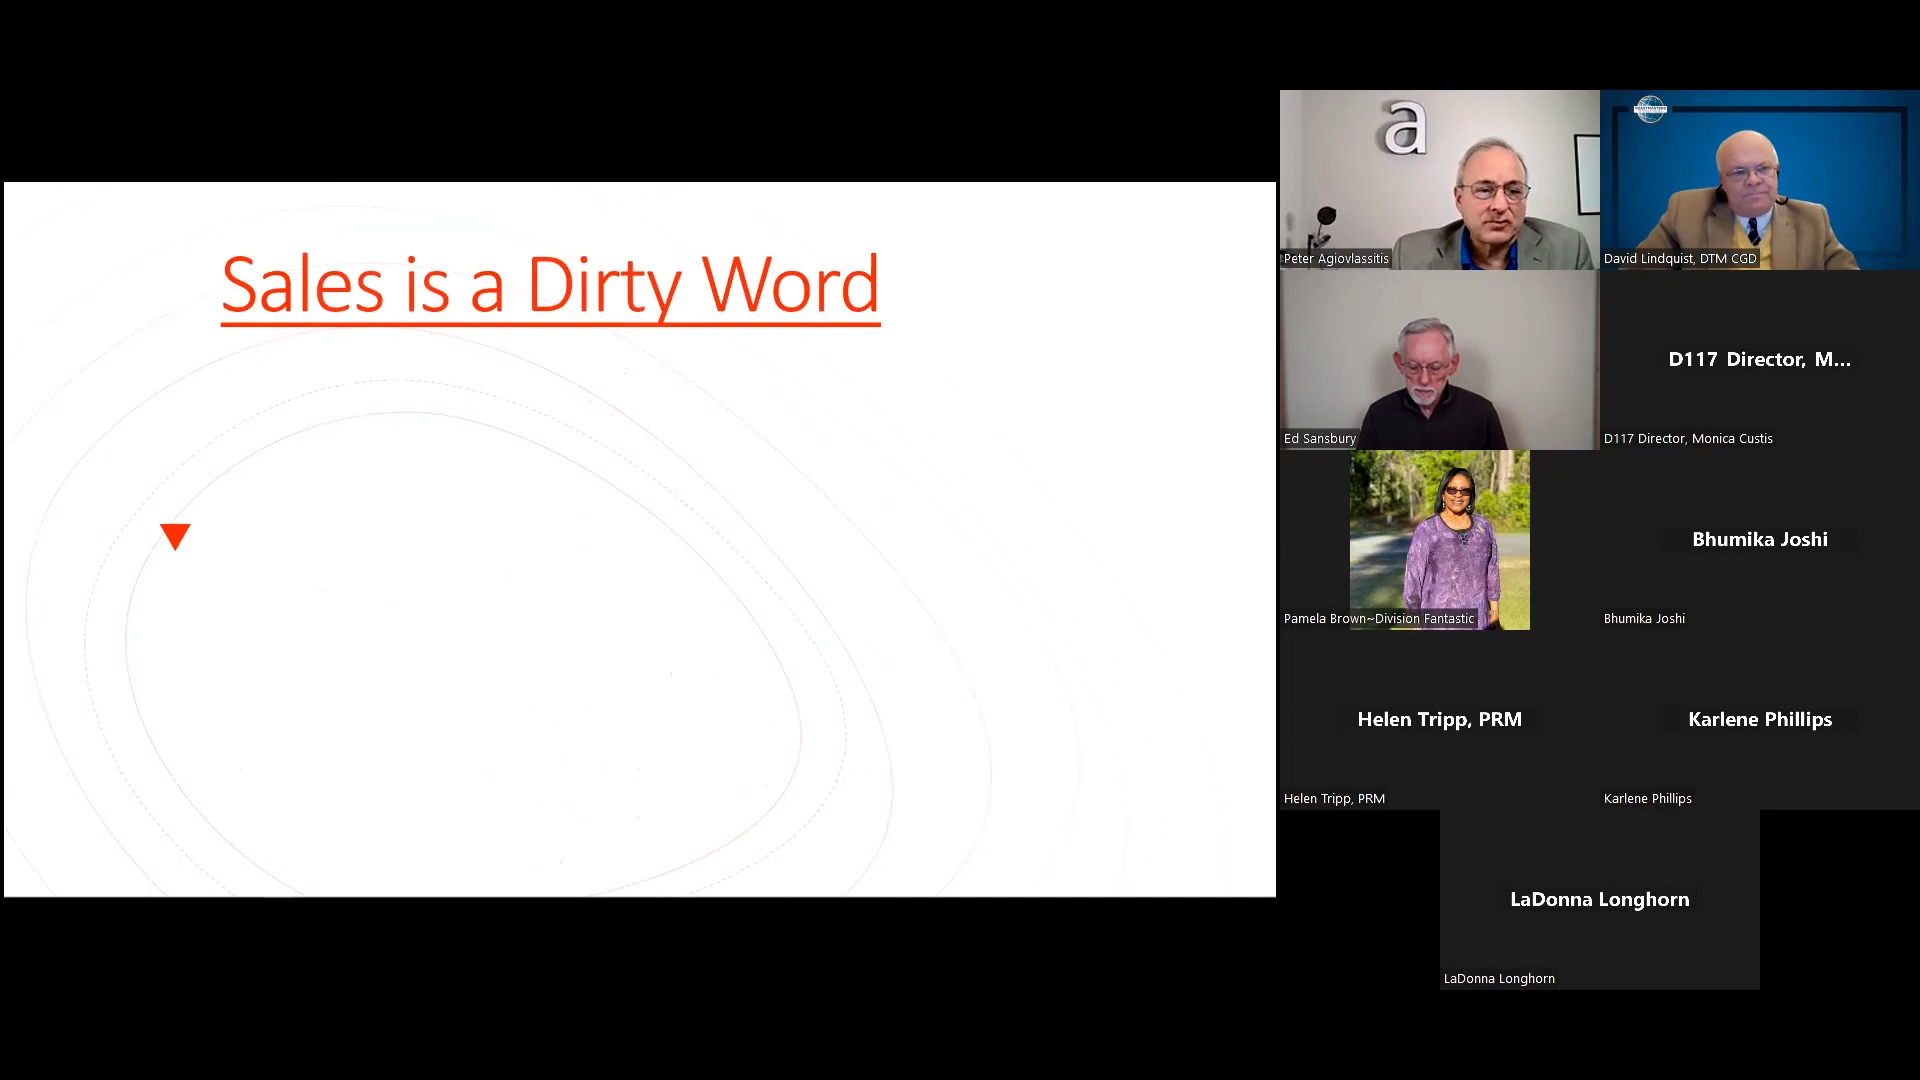 Sales is a Dirty Word
a
Peter Agiovlassitis
TOASTMASTERS
David Lindquist, DTM CGD
Ed Sansbury
D117 Director, M...
D117 Director, Monica Custis
Pamela Brown~Division Fantastic
Bhumika Joshi
Bhumika Joshi
Helen Tripp, PRM
Helen Tripp, PRM
Karlene Phillips
Karlene Phillips
LaDonna Longhorn
LaDonna Longhorn